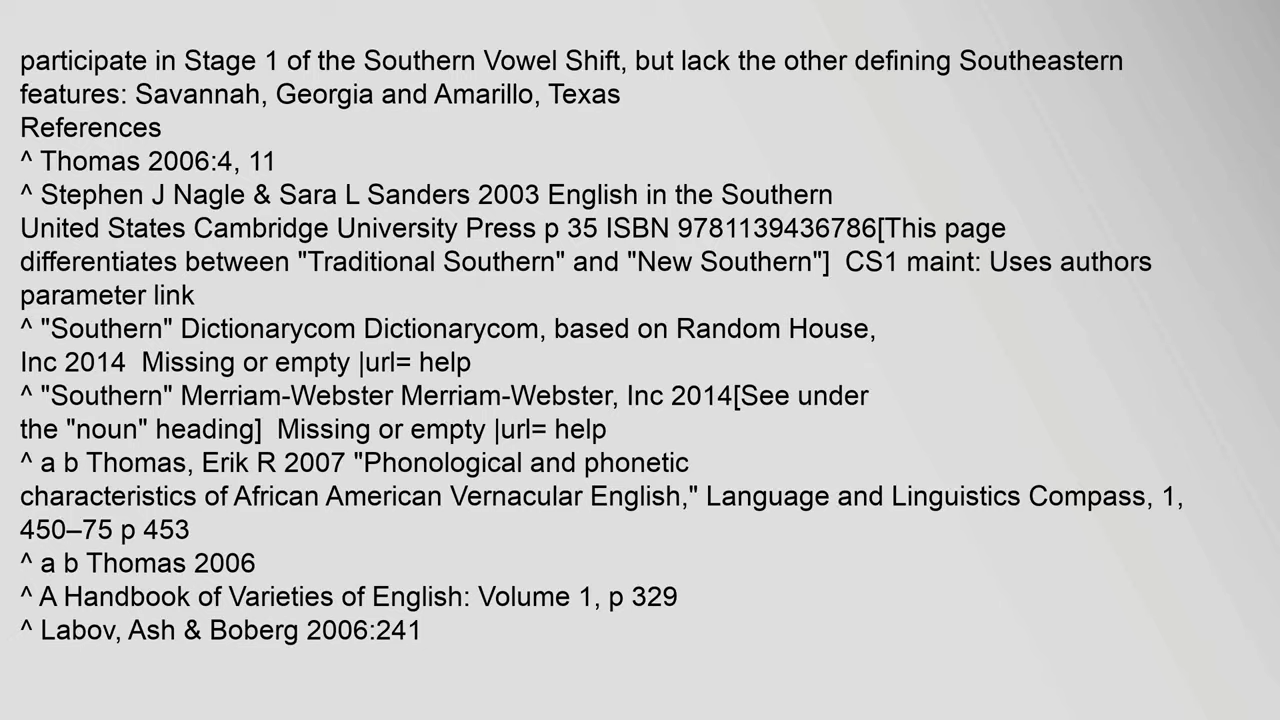 participate in Stage 1 of the Southern Vowel Shift, but lack the other defining Southeastern
features: Savannah, Georgia and Amarillo, Texas
References
^ Thomas 2006:4, 11
^ Stephen J Nagle & Sara L Sanders 2003 English in the Southern
United States Cambridge University Press p 35 ISBN 9781139436786[This page
differentiates between "Traditional Southern" and "New Southern"]  CS1 maint: Uses authors
parameter link
^ "Southern" Dictionarycom Dictionarycom, based on Random House,
Inc 2014  Missing or empty |url= help
^ "Southern" Merriam-Webster Merriam-Webster, Inc 2014[See under
the "noun" heading]  Missing or empty |url= help
^ a b Thomas, Erik R 2007 "Phonological and phonetic
characteristics of African American Vernacular English," Language and Linguistics Compass, 1,
450–75 p 453
^ a b Thomas 2006
^ A Handbook of Varieties of English: Volume 1, p 329
^ Labov, Ash & Boberg 2006:241